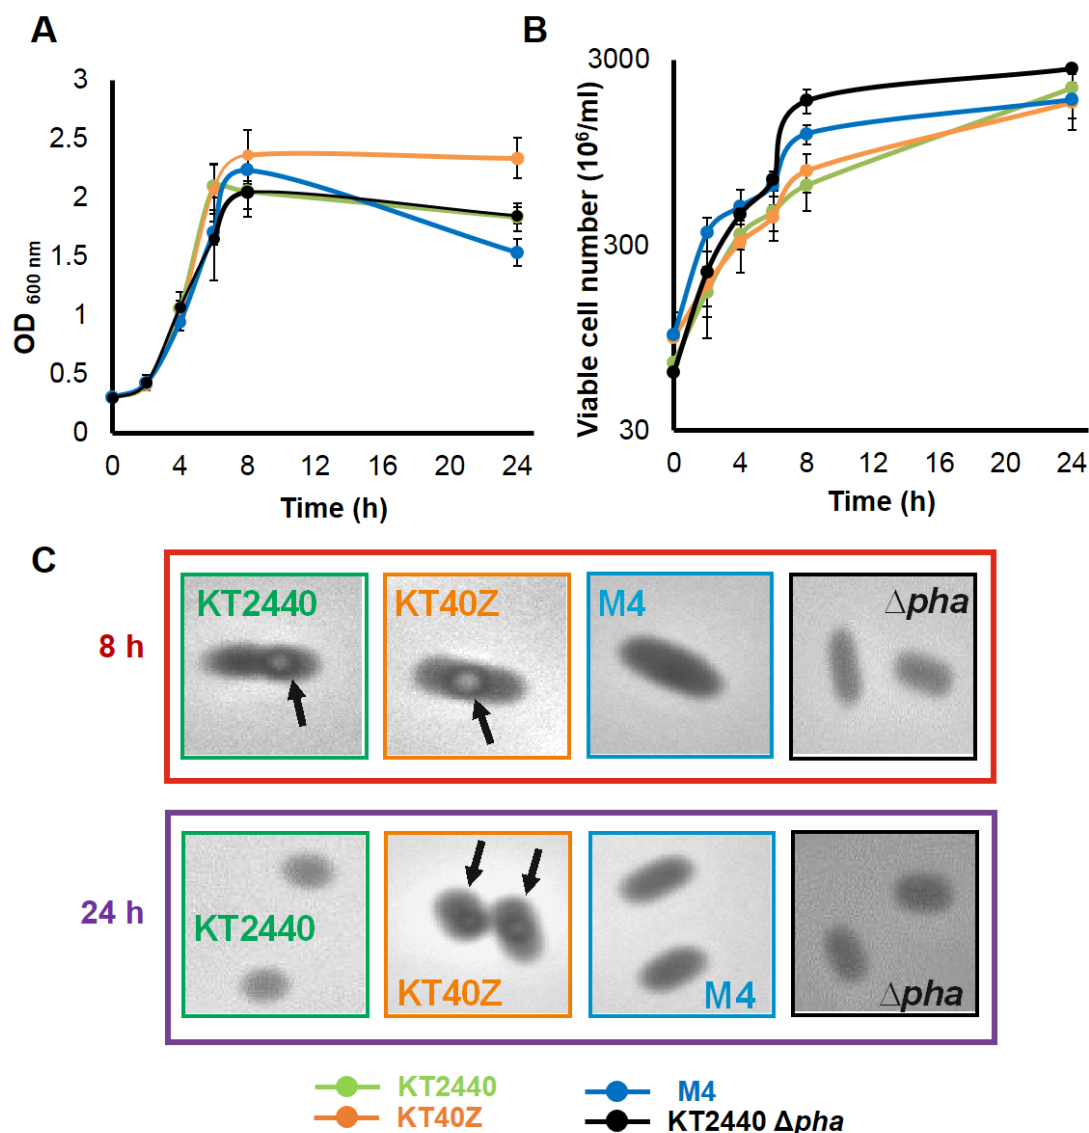 A
3
2.5
2
1.5
1
0.5
0
OD 600 nm
0 4 8 12 16 20 24
Time (h)
B
3000
300
30
Viable cell number (10⁶/ml)
0 4 8 12 16 20 24
Time (h)
C
8 h
KT2440
KT40Z
M4
Δpha
24 h
KT2440
KT40Z
M4
Δpha
KT2440
M4
KT40Z
KT2440 Δpha